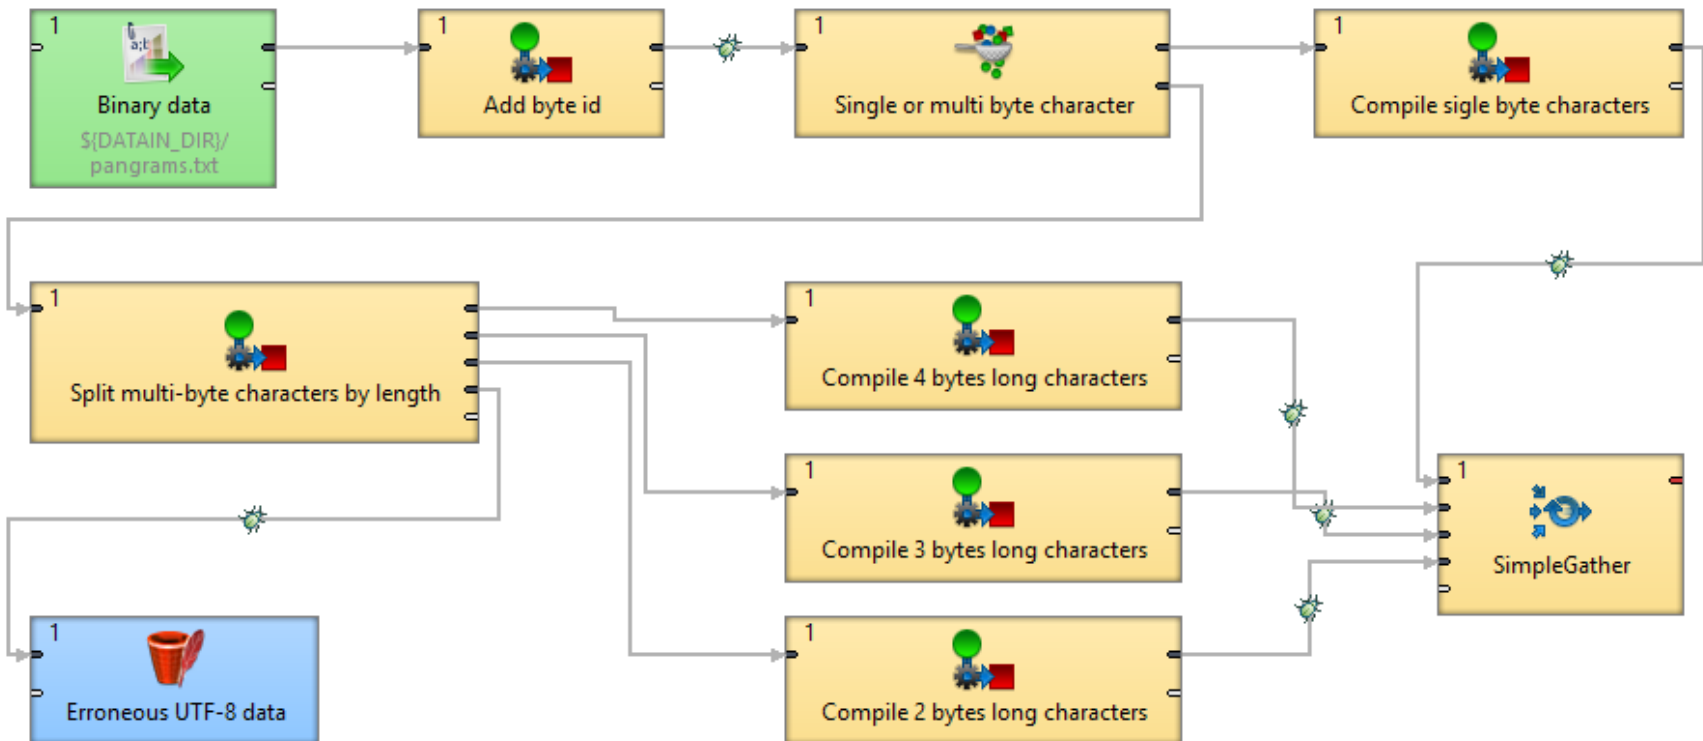 1
Binary data
${DATAIN_DIR}/
pangrams.txt
1
Add byte id
1
Single or multi byte character
1
Compile sigle byte characters
1
Split multi-byte characters by length
1
Compile 4 bytes long characters
1
Compile 3 bytes long characters
1
SimpleGather
1
Erroneous UTF-8 data
1
Compile 2 bytes long characters